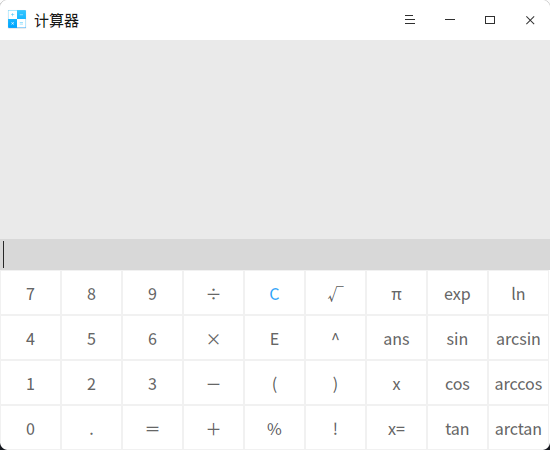 计算器
7 8 9 ÷ C √ π exp ln
4 5 6 × E ^ ans sin arcsin
1 2 3 − ( ) x cos arccos
0 . = + % ! x= tan arctan